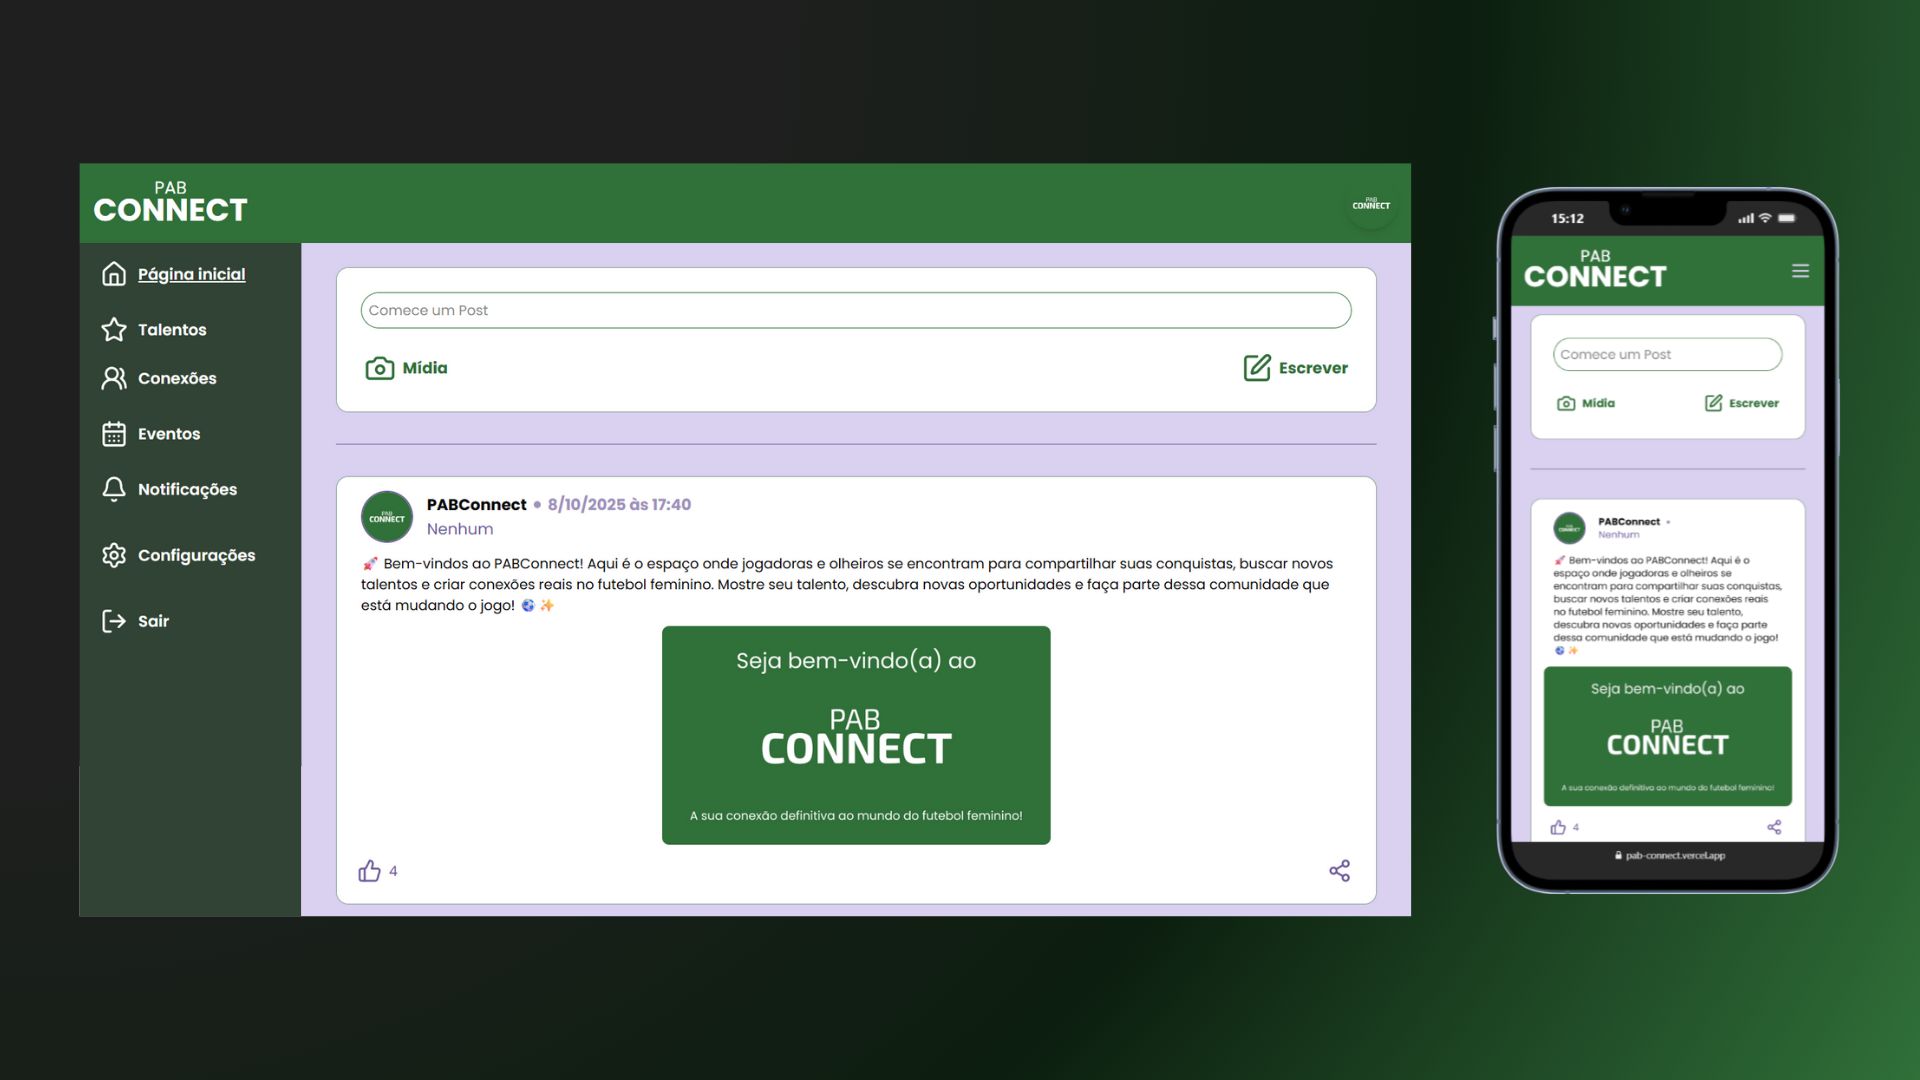 PAB
CONNECT
PAB
CONNECT
Página inicial
Talentos
Conexões
Eventos
Notificações
Configurações
Sair
Comece um Post
Mídia
Escrever
PAB
CONNECT
PABConnect • 8/10/2025 às 17:40
Nenhum
🚀 Bem-vindos ao PABConnect! Aqui é o espaço onde jogadoras e olheiros se encontram para compartilhar suas conquistas, buscar novos
talentos e criar conexões reais no futebol feminino. Mostre seu talento, descubra novas oportunidades e faça parte dessa comunidade que
está mudando o jogo! ⚽ ✨
Seja bem-vindo(a) ao
PAB
CONNECT
A sua conexão definitiva ao mundo do futebol feminino!
4
15:12
PAB
CONNECT
Comece um Post
Mídia
Escrever
CONNECT
PABConnect •
Nenhum
🚀 Bem-vindos ao PABConnect! Aqui é o
espaço onde jogadoras e olheiros se
encontram para compartilhar suas conquistas,
buscar novos talentos e criar conexões reais
no futebol feminino. Mostre seu talento,
descubra novas oportunidades e faça parte
dessa comunidade que está mudando o jogo!
⚽ ✨
Seja bem-vindo(a) ao
PAB
CONNECT
A sua conexão definitiva ao mundo do futebol feminino!
4
pab-connect.vercel.app